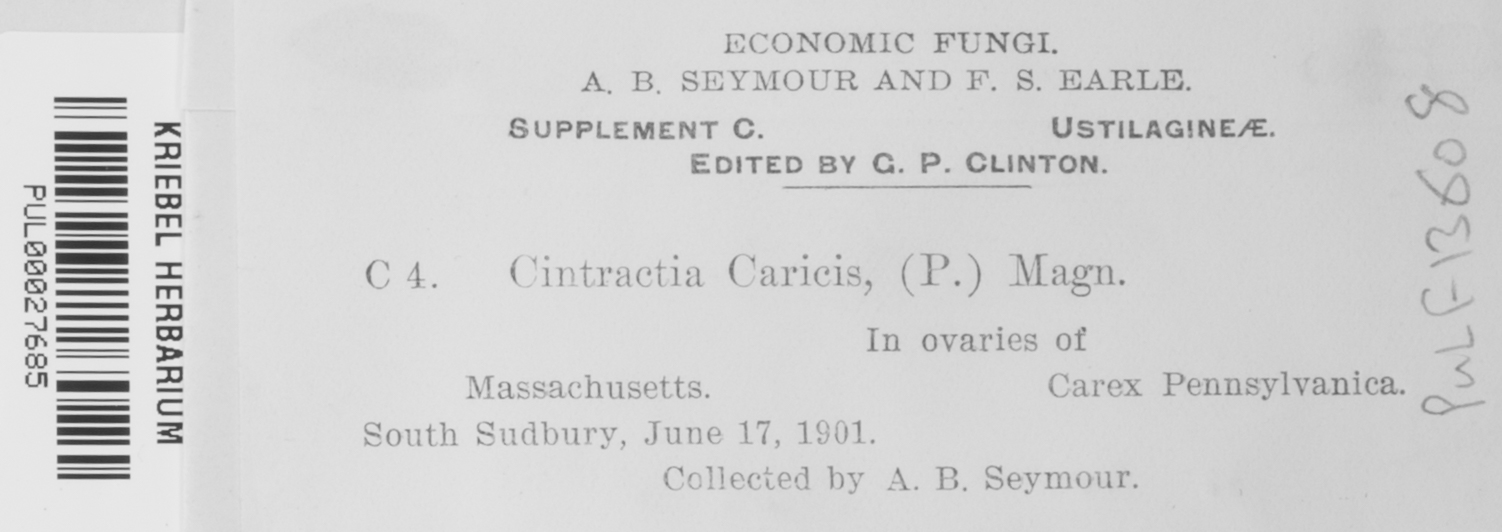 ECONOMIC FUNGI.
A. B. SEYMOUR AND F. S. EARLE.
SUPPLEMENT C. USTILAGINEÆ.
EDITED BY G. P. CLINTON.
C 4. Cintractia Caricis, (P.) Magn.
In ovaries of
Massachusetts. Carex Pennsylvanica.
South Sudbury, June 17, 1901.
Collected by A. B. Seymour.
KRIEBEL HERBARIUM
PUL00027685
PUL F13908